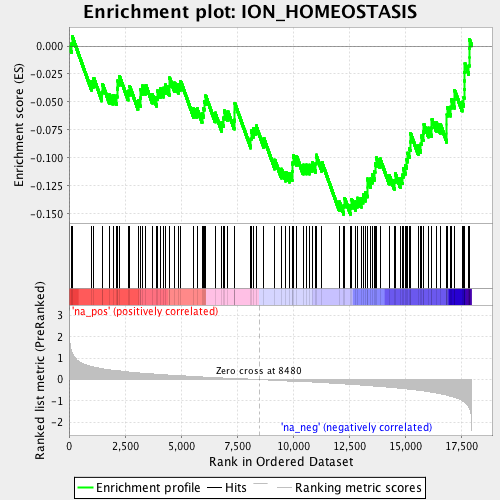 Enrichment plot: ION_HOMEOSTASIS
Enrichment score (ES)
0.000
-0.025
-0.050
-0.075
-0.100
-0.125
-0.150
'na_pos' (positively correlated)
Ranked list metric (PreRanked)
3
2
1
0
-1
-2
Zero cross at 8480
'na_neg' (negatively correlated)
0
2,500
5,000
7,500
10,000
12,500
15,000
17,500
Rank in Ordered Dataset
Enrichment profile
Hits
Ranking metric scores